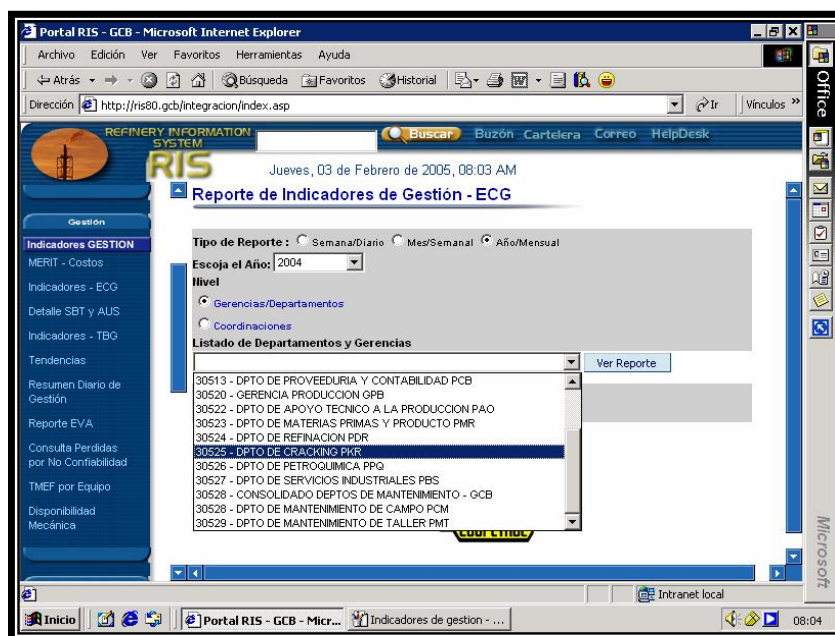 Portal RIS - GCB - Microsoft Internet Explorer
Archivo Edición Ver Favoritos Herramientas Ayuda
Atrás Búsqueda Favoritos Historial
Dirección http://ris80.gcb/integracion/index.asp Ir Vínculos »
Office
REFINERY INFORMATION SYSTEM
RIS
Buscar Buzón Cartelera Correo HelpDesk
Jueves, 03 de Febrero de 2005, 08:03 AM
Reporte de Indicadores de Gestión - ECG
Gestión
Indicadores GESTION
MERIT - Costos
Indicadores - ECG
Detalle SBT y AUS
Indicadores - TBG
Tendencias
Resumen Diario de
Gestión
Reporte EVA
Consulta Perdidas
por No Confiabilidad
TMEF por Equipo
Disponibilidad
Mecánica
Tipo de Reporte : Semana/Diario Mes/Semanal Año/Mensual
Escoja el Año: 2004
Nivel
Gerencias/Departamentos
Coordinaciones
Listado de Departamentos y Gerencias
Ver Reporte
30513 - DPTO DE PROVEEDURIA Y CONTABILIDAD PCB
30520 - GERENCIA PRODUCCION GPB
30522 - DPTO DE APOYO TECNICO A LA PRODUCCION PAO
30523 - DPTO DE MATERIAS PRIMAS Y PRODUCTO PMR
30524 - DPTO DE REFINACION PDR
30525 - DPTO DE CRACKING PKR
30526 - DPTO DE PETROQUIMICA PPQ
30527 - DPTO DE SERVICIOS INDUSTRIALES PBS
30528 - CONSOLIDADO DEPTOS DE MANTENIMIENTO - GCB
30528 - DPTO DE MANTENIMIENTO DE CAMPO PCM
30529 - DPTO DE MANTENIMIENTO DE TALLER PMT
Microsoft
Intranet local
Inicio Portal RIS - GCB - Micr... Indicadores de gestion - ... 08:04